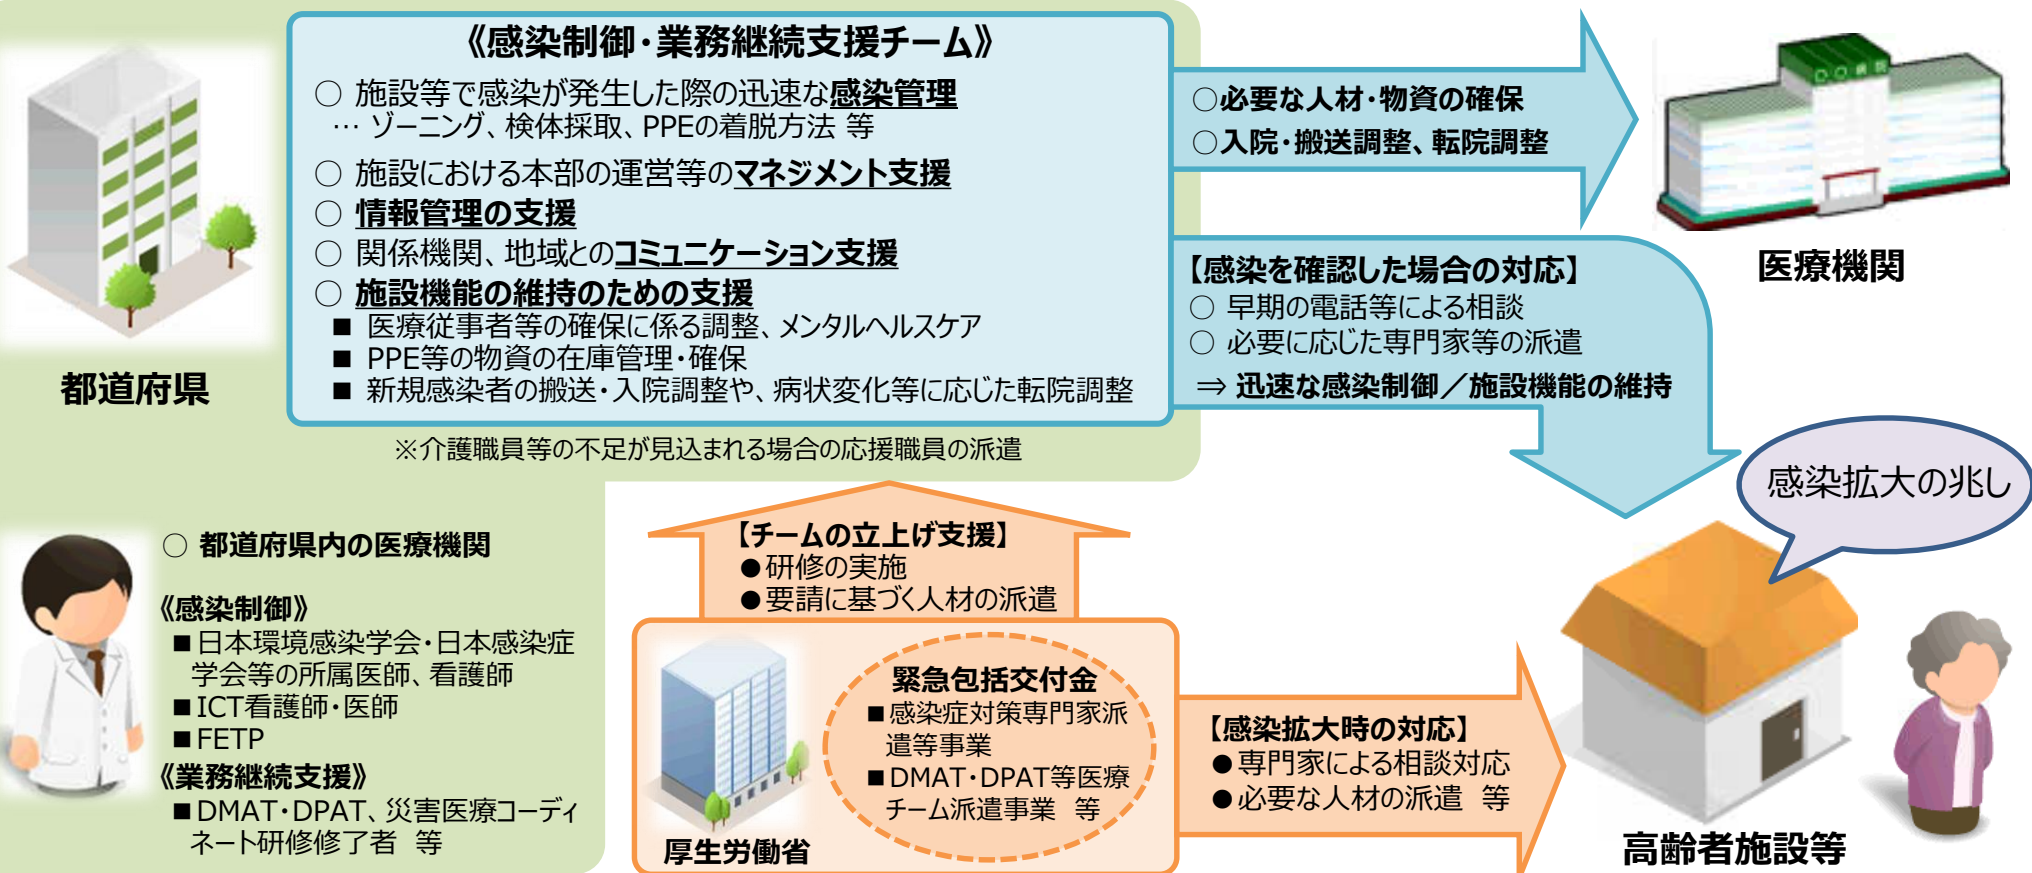 《感染制御・業務継続支援チーム》
○ 施設等で感染が発生した際の迅速な感染管理
… ゾーニング、検体採取、PPEの着脱方法 等
○ 施設における本部の運営等のマネジメント支援
○ 情報管理の支援
○ 関係機関、地域とのコミュニケーション支援
○ 施設機能の維持のための支援
■ 医療従事者等の確保に係る調整、メンタルヘルスケア
■ PPE等の物資の在庫管理・確保
■ 新規感染者の搬送・入院調整や、病状変化等に応じた転院調整
※介護職員等の不足が見込まれる場合の応援職員の派遣
都道府県
○必要な人材・物資の確保
○入院・搬送調整、転院調整
○○病院
医療機関
【感染を確認した場合の対応】
○ 早期の電話等による相談
○ 必要に応じた専門家等の派遣
⇒ 迅速な感染制御／施設機能の維持
感染拡大の兆し
○ 都道府県内の医療機関
《感染制御》
■日本環境感染学会・日本感染症
学会等の所属医師、看護師
■ICT看護師・医師
■FETP
《業務継続支援》
■DMAT・DPAT、災害医療コーディ
ネート研修修了者 等
【チームの立上げ支援】
●研修の実施
●要請に基づく人材の派遣
緊急包括交付金
■感染症対策専門家派
遣等事業
■DMAT・DPAT等医療
チーム派遣事業 等
厚生労働省
【感染拡大時の対応】
●専門家による相談対応
●必要な人材の派遣 等
高齢者施設等